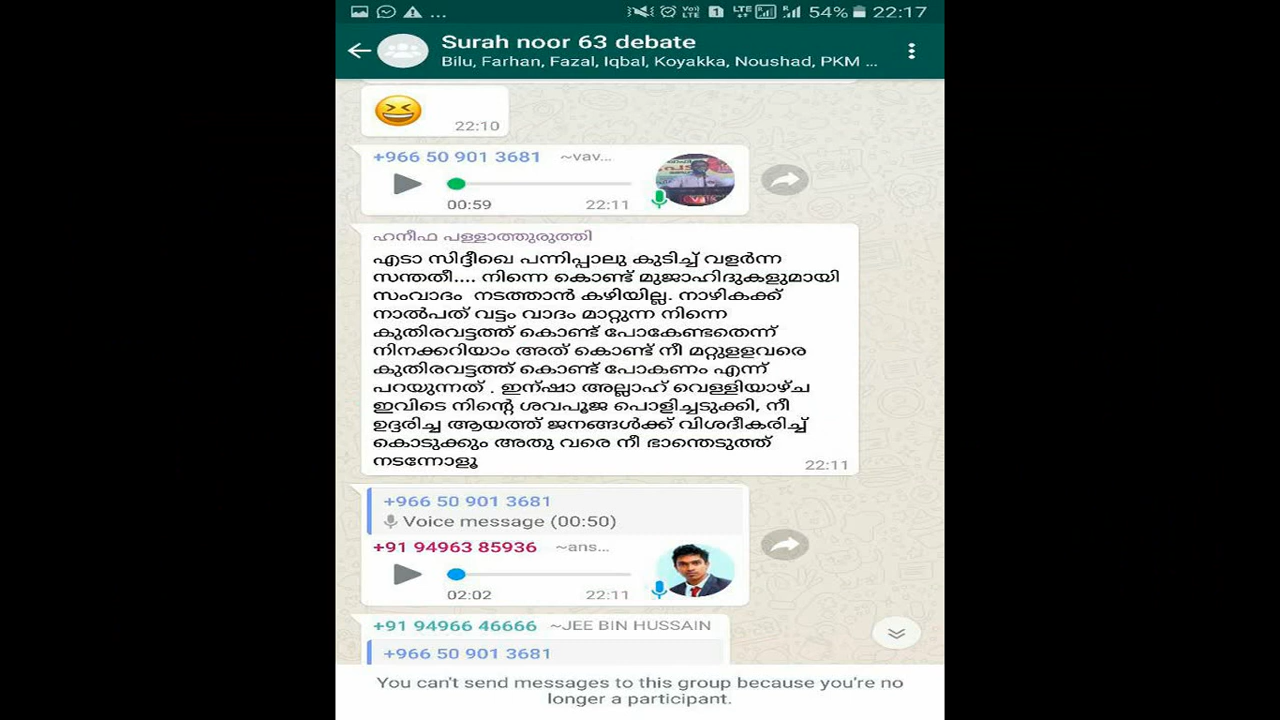 ... 1 LTE 54% 22:17
Surah noor 63 debate
Bilu, Farhan, Fazal, Iqbal, Koyakka, Noushad, PKM ...
22:10
+966 50 901 3681 ~vav...
00:59 22:11
ഹനീഫ പള്ളാത്തുരുത്തി
എടാ സിദ്ദീഖെ പന്നിപ്പാലു കുടിച്ച് വളർന്ന
സന്തതീ.... നിന്നെ കൊണ്ട് മുജാഹിദുകളുമായി
സംവാദം നടത്താൻ കഴിയില്ല. നാഴികക്ക്
നാൽപത് വട്ടം വാദം മാറ്റുന്ന നിന്നെ
കുതിരവട്ടത്ത് കൊണ്ട് പോകേണ്ടതെന്ന്
നിനക്കറിയാം അത് കൊണ്ട് നീ മറ്റുളളവരെ
കുതിരവട്ടത്ത് കൊണ്ട് പോകണം എന്ന്
പറയുന്നത് . ഇന്ഷാ അല്ലാഹ് വെള്ളിയാഴ്ച
ഇവിടെ നിന്റെ ശവപൂജ പൊളിച്ചടുക്കി, നീ
ഉദ്ദരിച്ച ആയത്ത് ജനങ്ങൾക്ക് വിശദീകരിച്ച്
കൊടുക്കും അതു വരെ നീ ഭാന്തെടുത്ത്
നടന്നോളൂ
22:11
+966 50 901 3681
Voice message (00:50)
+91 94963 85936 ~ans...
02:02 22:11
+91 94966 46666 ~JEE BIN HUSSAIN
+966 50 901 3681
You can't send messages to this group because you're no
longer a participant.